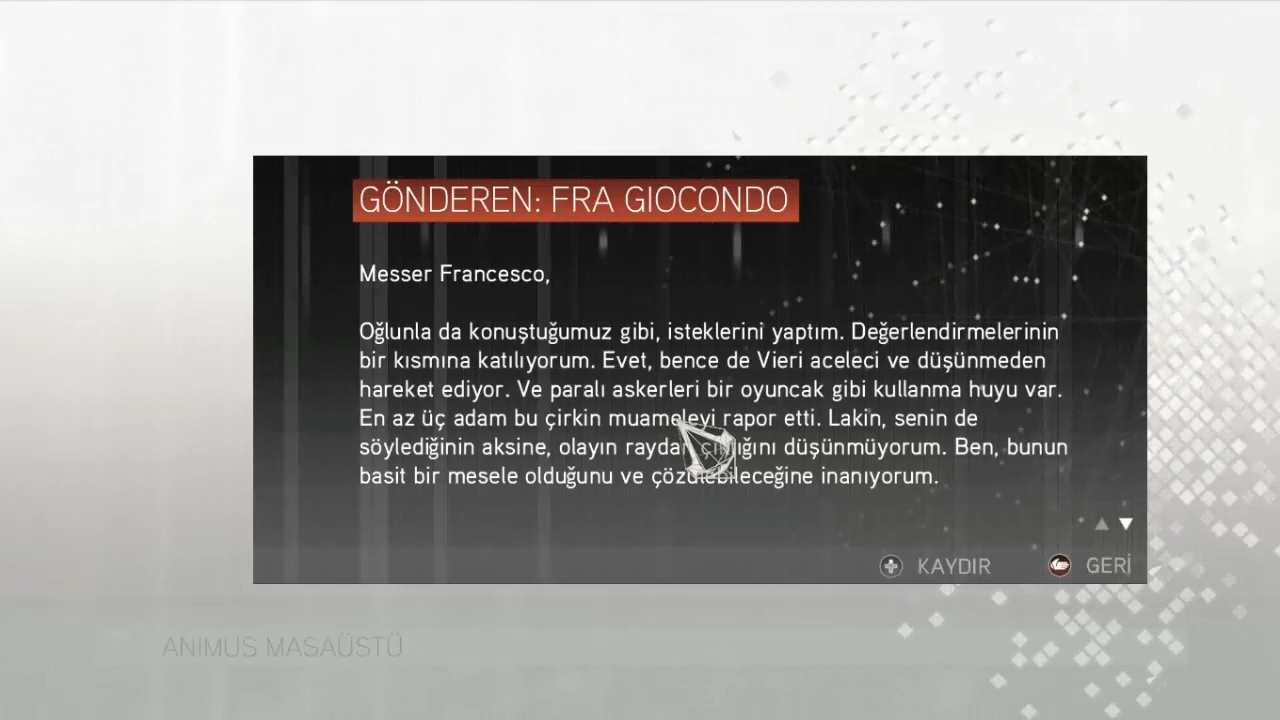 GÖNDEREN: FRA GIOCONDO
Messer Francesco,
Oğlunla da konuştuğumuz gibi, isteklerini yaptım. Değerlendirmelerinin
bir kısmına katılıyorum. Evet, bence de Vieri aceleci ve düşünmeden
hareket ediyor. Ve paralı askerleri bir oyuncak gibi kullanma huyu var.
En az üç adam bu çirkin muameleyi rapor etti. Lakin, senin de
söylediğinin aksine, olayın raydan çıktığını düşünmüyorum. Ben, bunun
basit bir mesele olduğunu ve çözülebileceğine inanıyorum.
KAYDIR
GERİ
ANIMUS MASAÜSTÜ